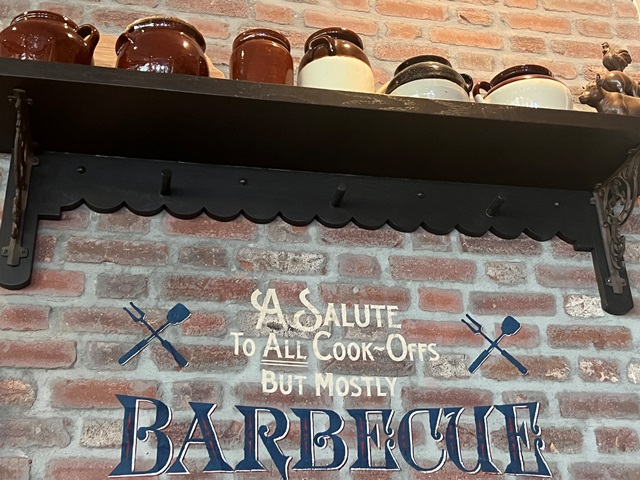 A Salute
To All Cook-Offs
But Mostly
Barbecue